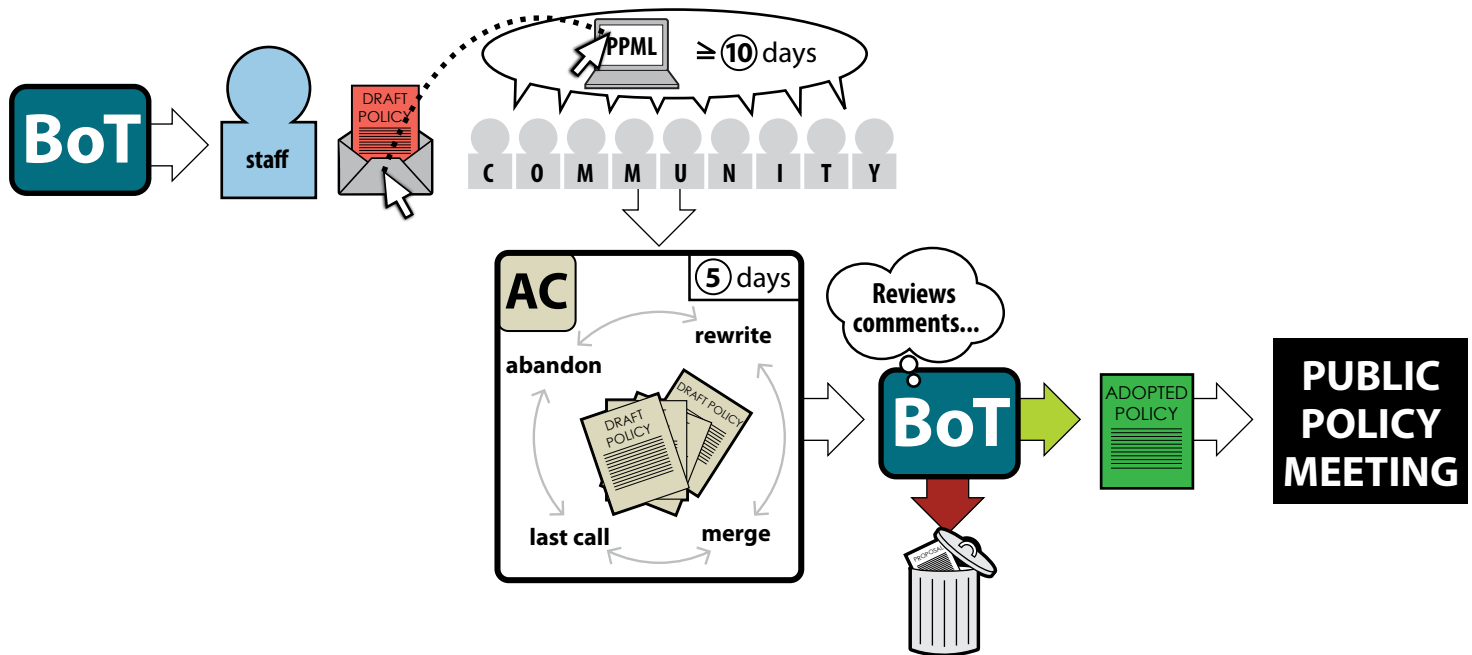 BoT
staff
DRAFT
POLICY
PPML
≥ 10 days
C O M M U N I T Y
AC
5 days
rewrite
abandon
DRAFT POLICY
DRAFT
POLICY
last call
merge
Reviews
comments...
BoT
PROPOSAL
ADOPTED
POLICY
PUBLIC
POLICY
MEETING